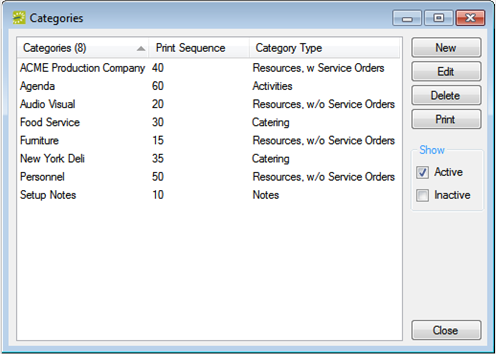 Categories
Categories (8) Print Sequence Category Type
ACME Production Company 40 Resources, w Service Orders
Agenda 60 Activities
Audio Visual 20 Resources, w/o Service Orders
Food Service 30 Catering
Furniture 15 Resources, w/o Service Orders
New York Deli 35 Catering
Personnel 50 Resources, w/o Service Orders
Setup Notes 10 Notes
New
Edit
Delete
Print
Show
Active
Inactive
Close